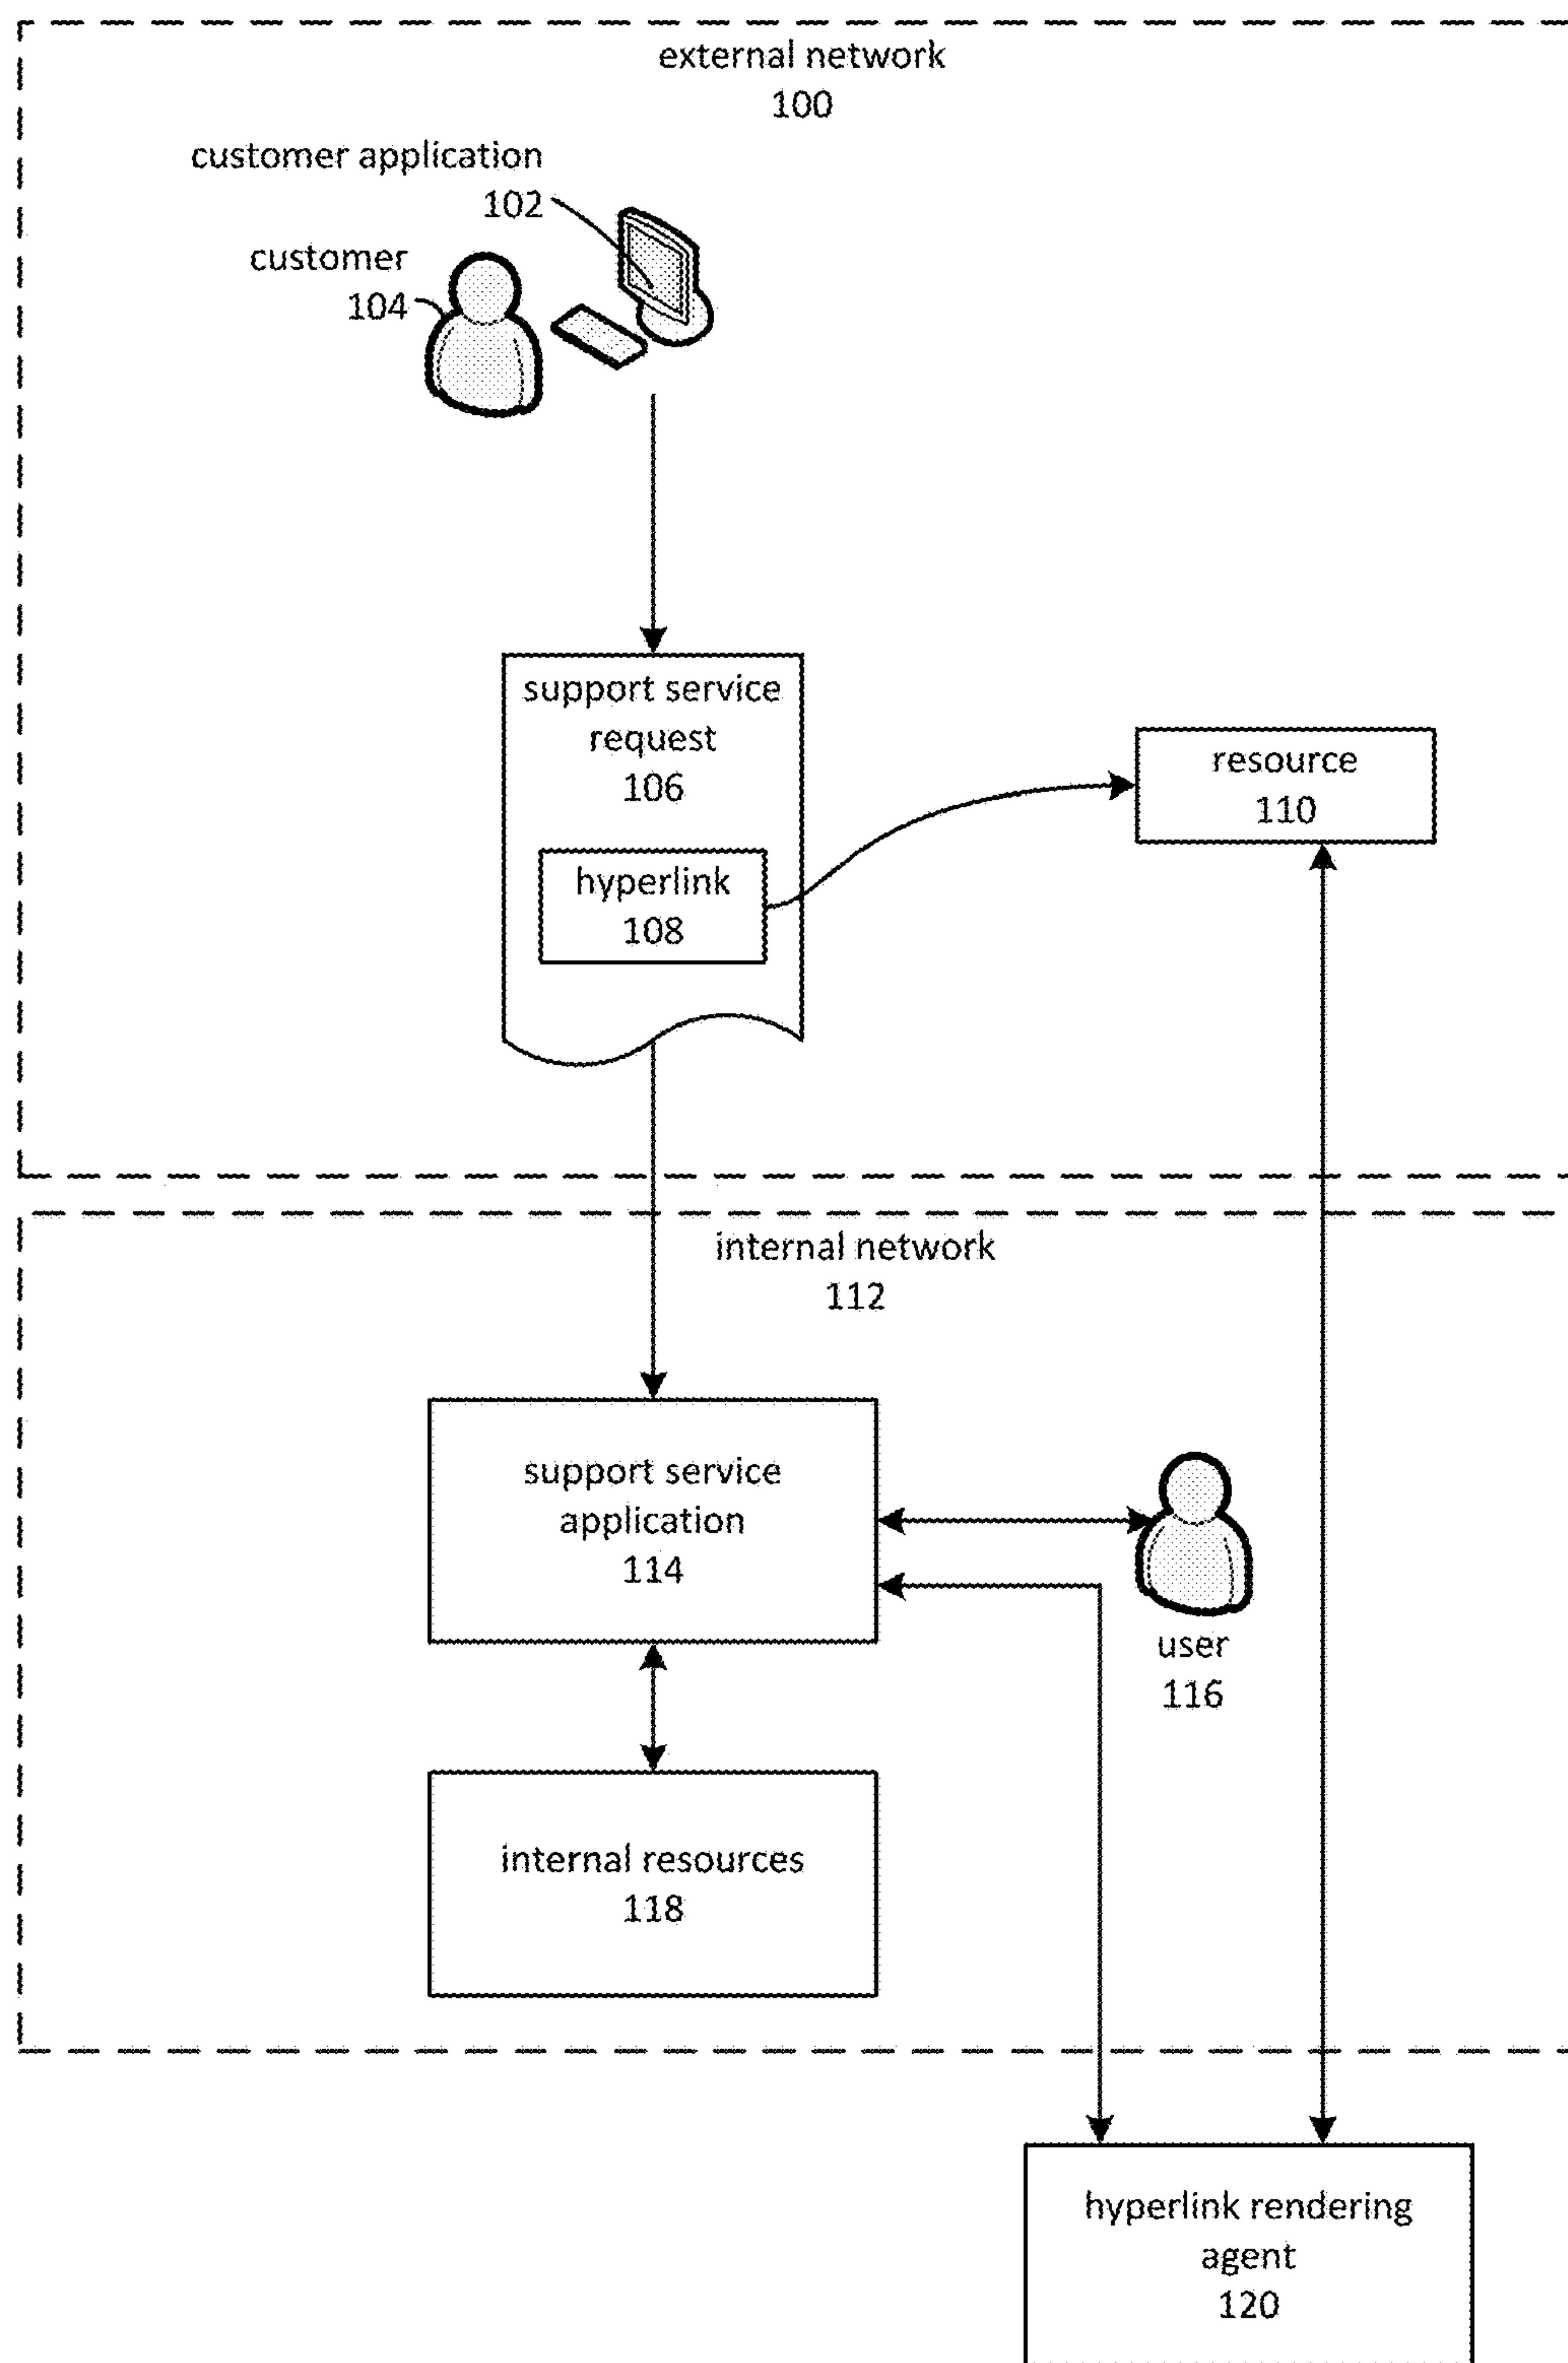 external network
100
customer application
102
customer
104
support service
request
106
hyperlink
108
resource
110
internal network
112
support service
application
114
user
116
internal resources
118
hyperlink rendering
agent
120